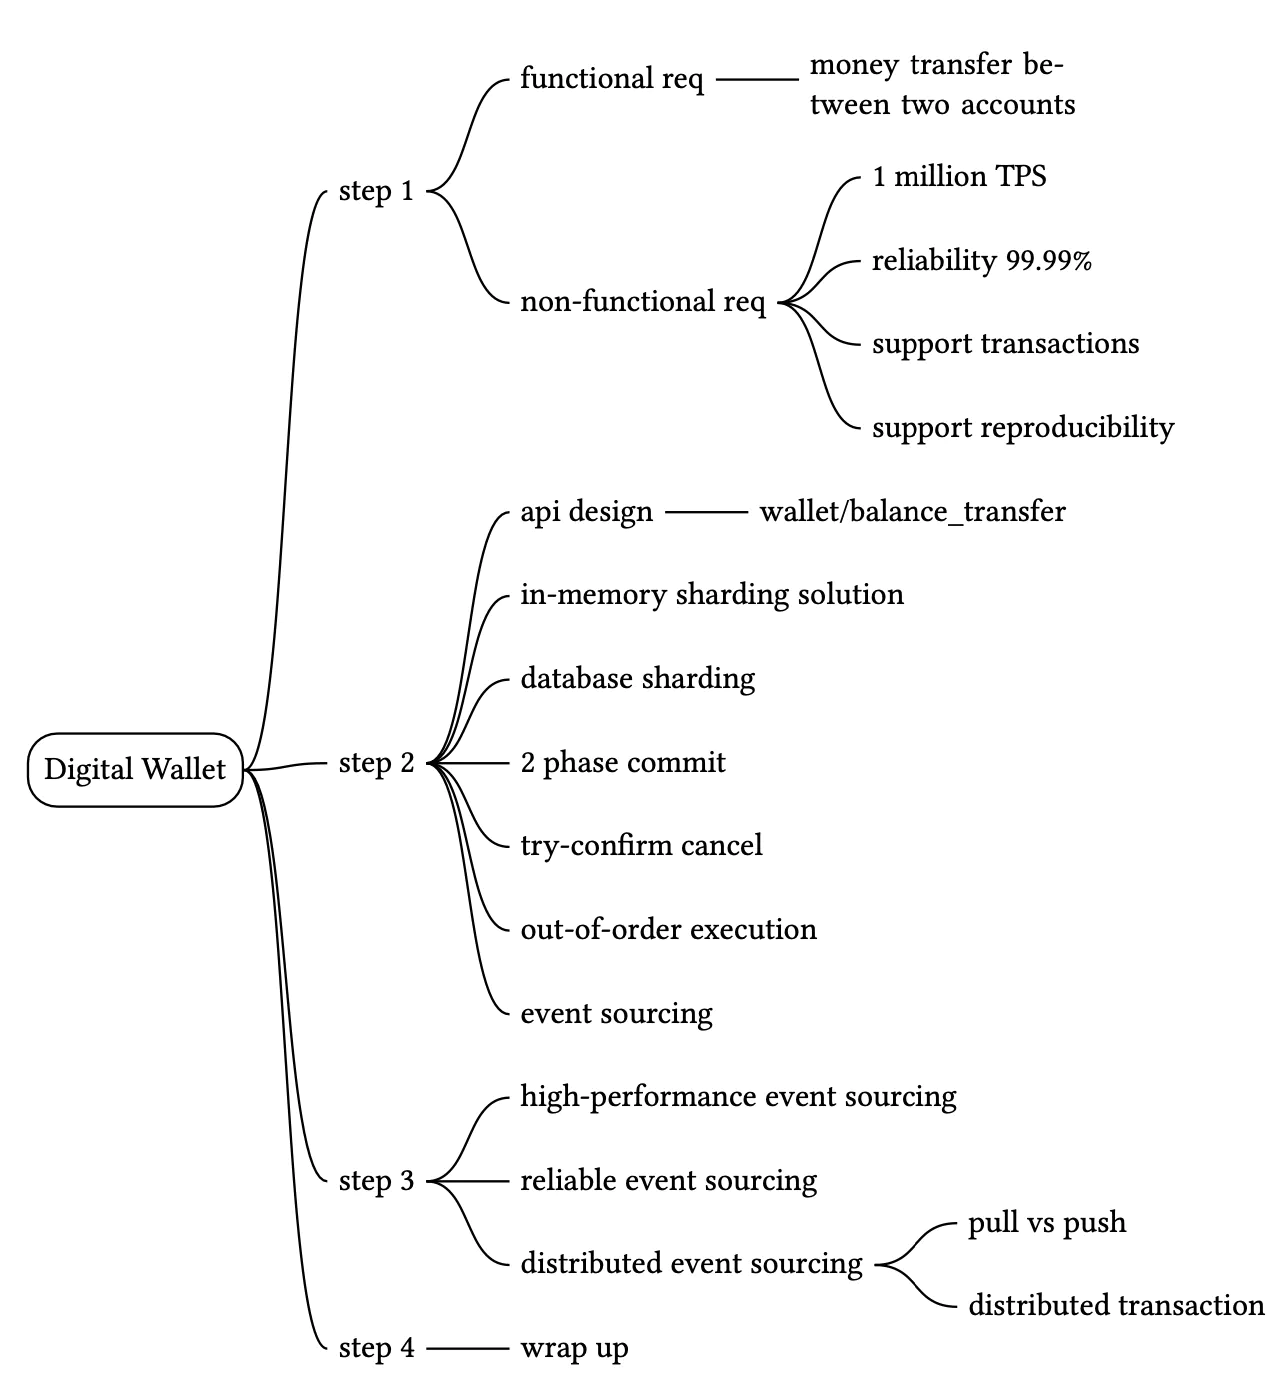 Digital Wallet
step 1
functional req
money transfer be-
tween two accounts
non-functional req
1 million TPS
reliability 99.99%
support transactions
support reproducibility
step 2
api design
wallet/balance_transfer
in-memory sharding solution
database sharding
2 phase commit
try-confirm cancel
out-of-order execution
event sourcing
step 3
high-performance event sourcing
reliable event sourcing
distributed event sourcing
pull vs push
distributed transaction
step 4
wrap up